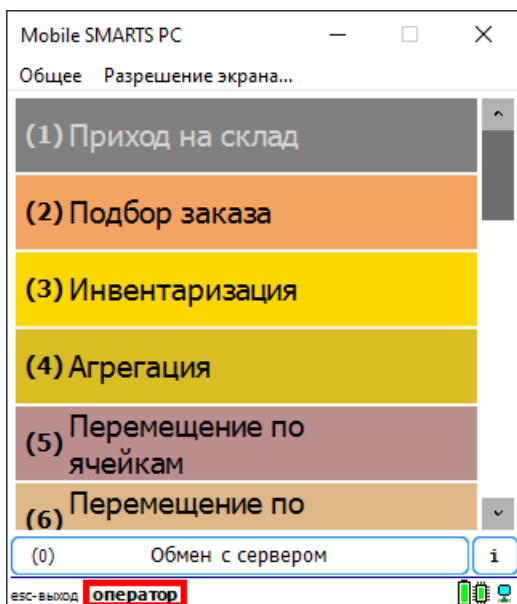 Mobile SMARTS PC
Общее Разрешение экрана...
(1) Приход на склад
(2) Подбор заказа
(3) Инвентаризация
(4) Агрегация
(5) Перемещение по
ячейкам
(6) Перемещение по
(0) Обмен с сервером i
esc-выход оператор